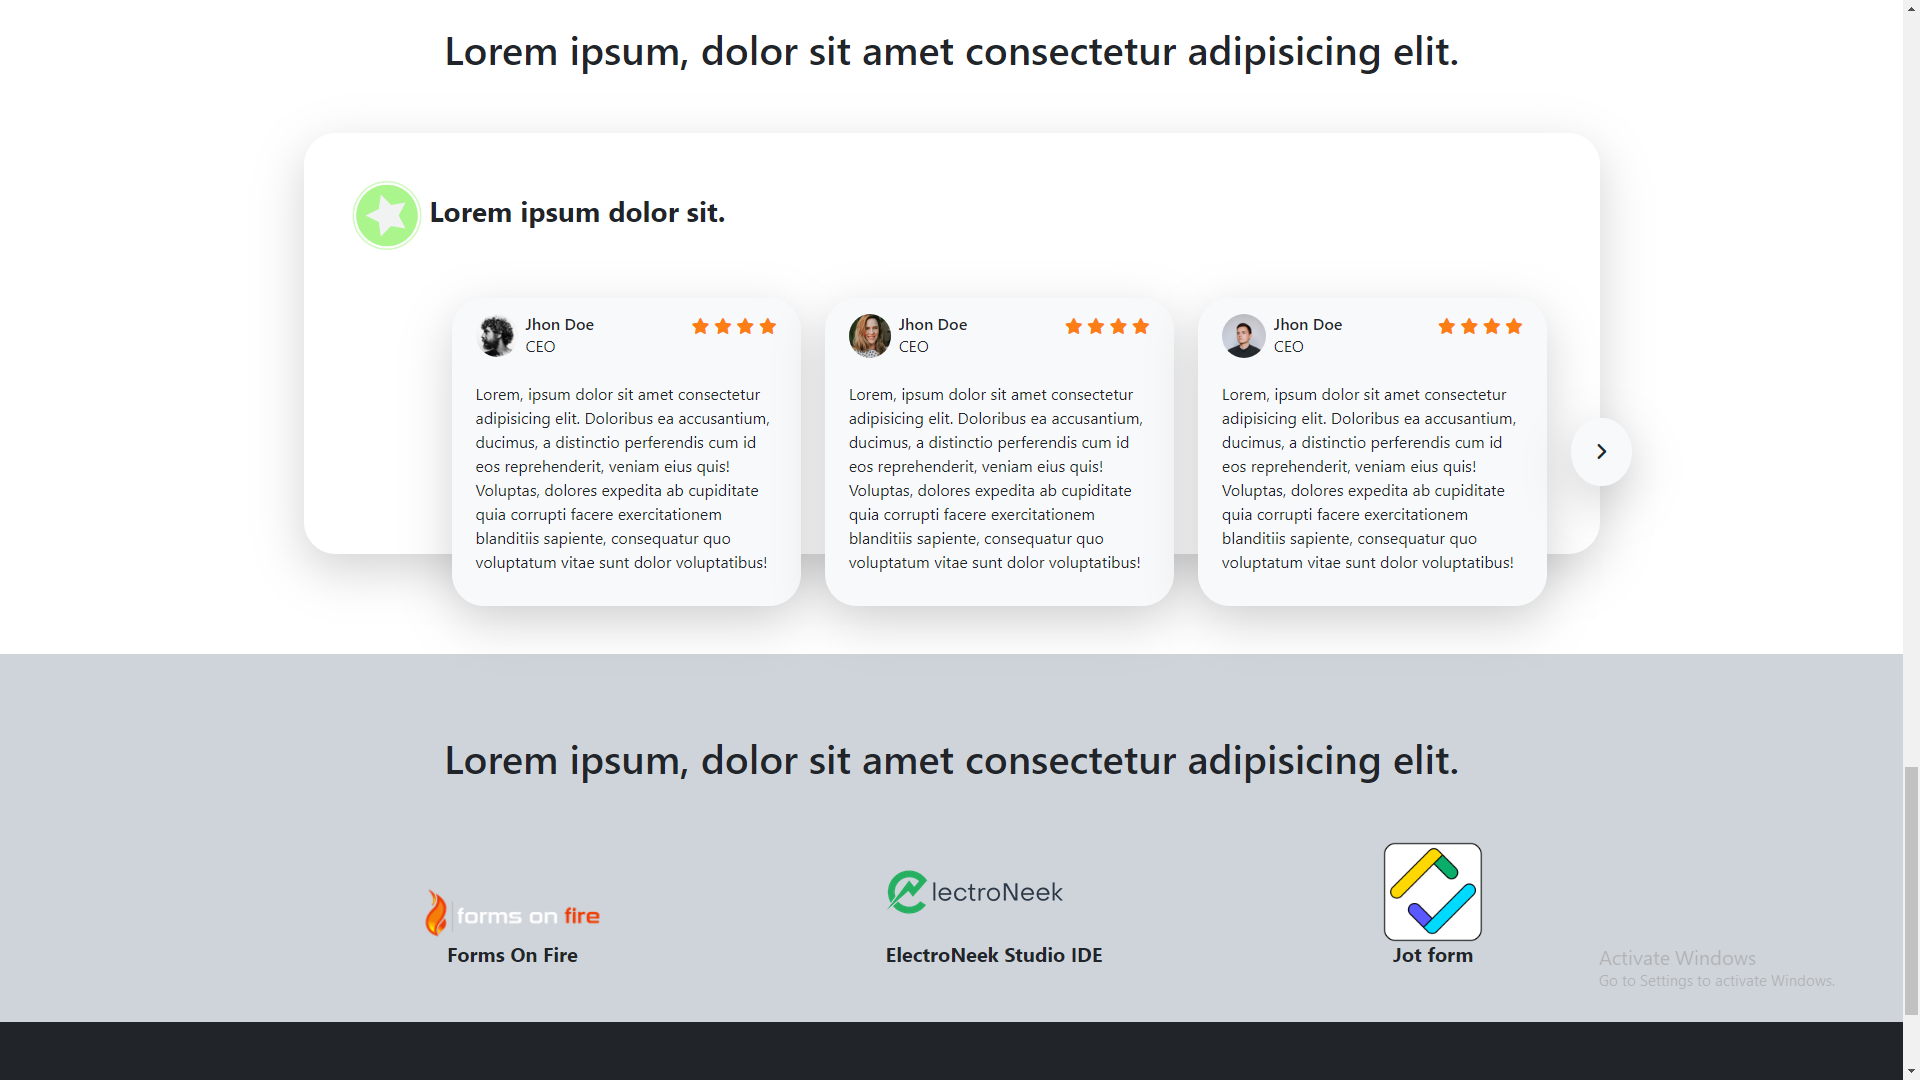 Lorem ipsum, dolor sit amet consectetur adipisicing elit.
Lorem ipsum dolor sit.
Jhon Doe
CEO
Lorem, ipsum dolor sit amet consectetur
adipisicing elit. Doloribus ea accusantium,
ducimus, a distinctio perferendis cum id
eos reprehenderit, veniam eius quis!
Voluptas, dolores expedita ab cupiditate
quia corrupti facere exercitationem
blanditiis sapiente, consequatur quo
voluptatum vitae sunt dolor voluptatibus!
Jhon Doe
CEO
Lorem, ipsum dolor sit amet consectetur
adipisicing elit. Doloribus ea accusantium,
ducimus, a distinctio perferendis cum id
eos reprehenderit, veniam eius quis!
Voluptas, dolores expedita ab cupiditate
quia corrupti facere exercitationem
blanditiis sapiente, consequatur quo
voluptatum vitae sunt dolor voluptatibus!
Jhon Doe
CEO
Lorem, ipsum dolor sit amet consectetur
adipisicing elit. Doloribus ea accusantium,
ducimus, a distinctio perferendis cum id
eos reprehenderit, veniam eius quis!
Voluptas, dolores expedita ab cupiditate
quia corrupti facere exercitationem
blanditiis sapiente, consequatur quo
voluptatum vitae sunt dolor voluptatibus!
Lorem ipsum, dolor sit amet consectetur adipisicing elit.
forms on fire
Forms On Fire
ElectroNeek
ElectroNeek Studio IDE
Jot form
Activate Windows
Go to Settings to activate Windows.